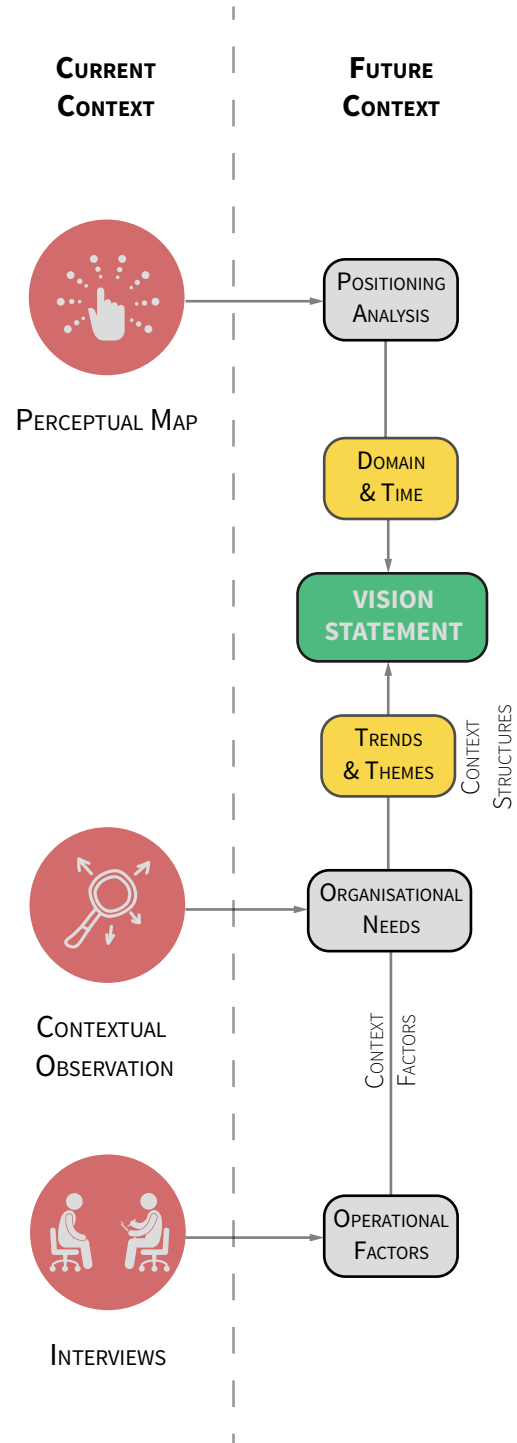 Current
Context
Future
Context
Positioning
Analysis
Perceptual Map
Domain
& Time
VISION
STATEMENT
Trends
& Themes
Context
Structures
Organisational
Needs
Contextual
Observation
Context
Factors
Operational
Factors
Interviews